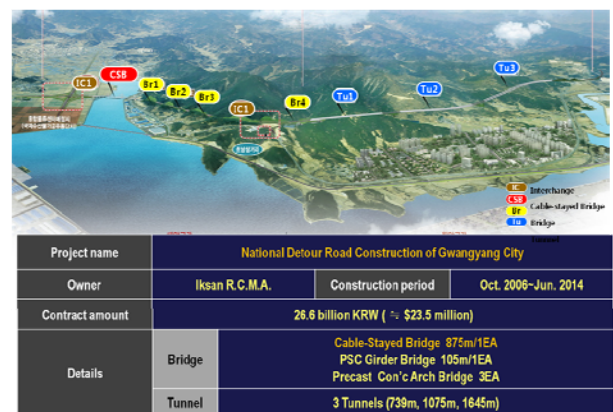 Tu3
CSB
IC1
Br1
Tu2
Br2
Br3
Tu1
Br4
IC1
IC Interchange
CSB Cable-stayed Bridge
Br
Tu Bridge
Tunnel
Project name National Detour Road Construction of Gwangyang City
Owner Iksan R.C.M.A. Construction period Oct. 2006~Jun. 2014
Contract amount 26.6 billion KRW ( ≒ $23.5 million)
Details Bridge Cable-Stayed Bridge 875m/1EA
PSC Girder Bridge 105m/1EA
Precast Con'c Arch Bridge 3EA
Tunnel 3 Tunnels (739m, 1075m, 1645m)